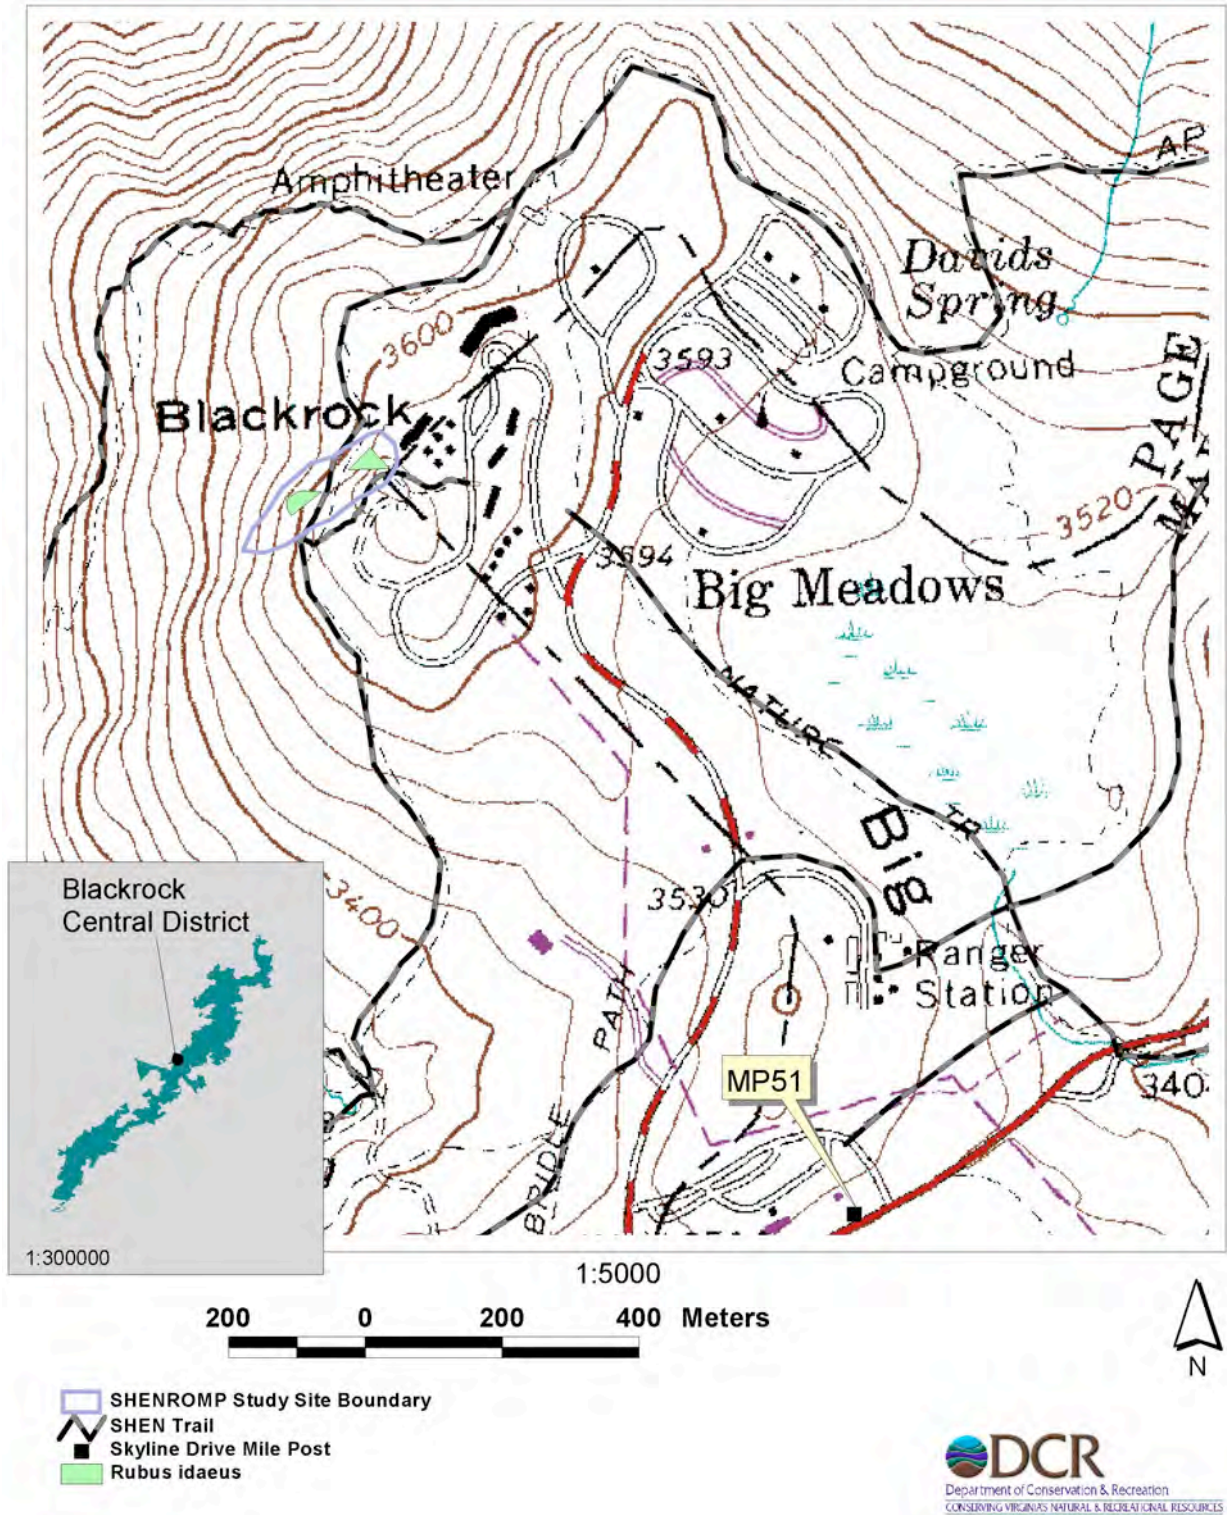 AP
Amphitheater
Davids
Spring
PAGE
3600
3593
Campground
Blackrock
3520
3594
Big Meadows
NATURE
TR
Big
3400
3530
Ranger
Station
PATH
BRIDLE
MP51
340
Blackrock
Central District
1:300000
1:5000
200 0 200 400 Meters
N
SHENROMP Study Site Boundary
SHEN Trail
Skyline Drive Mile Post
Rubus idaeus
DCR
Department of Conservation & Recreation
CONSERVING VIRGINIA'S NATURAL & RECREATIONAL RESOURCES